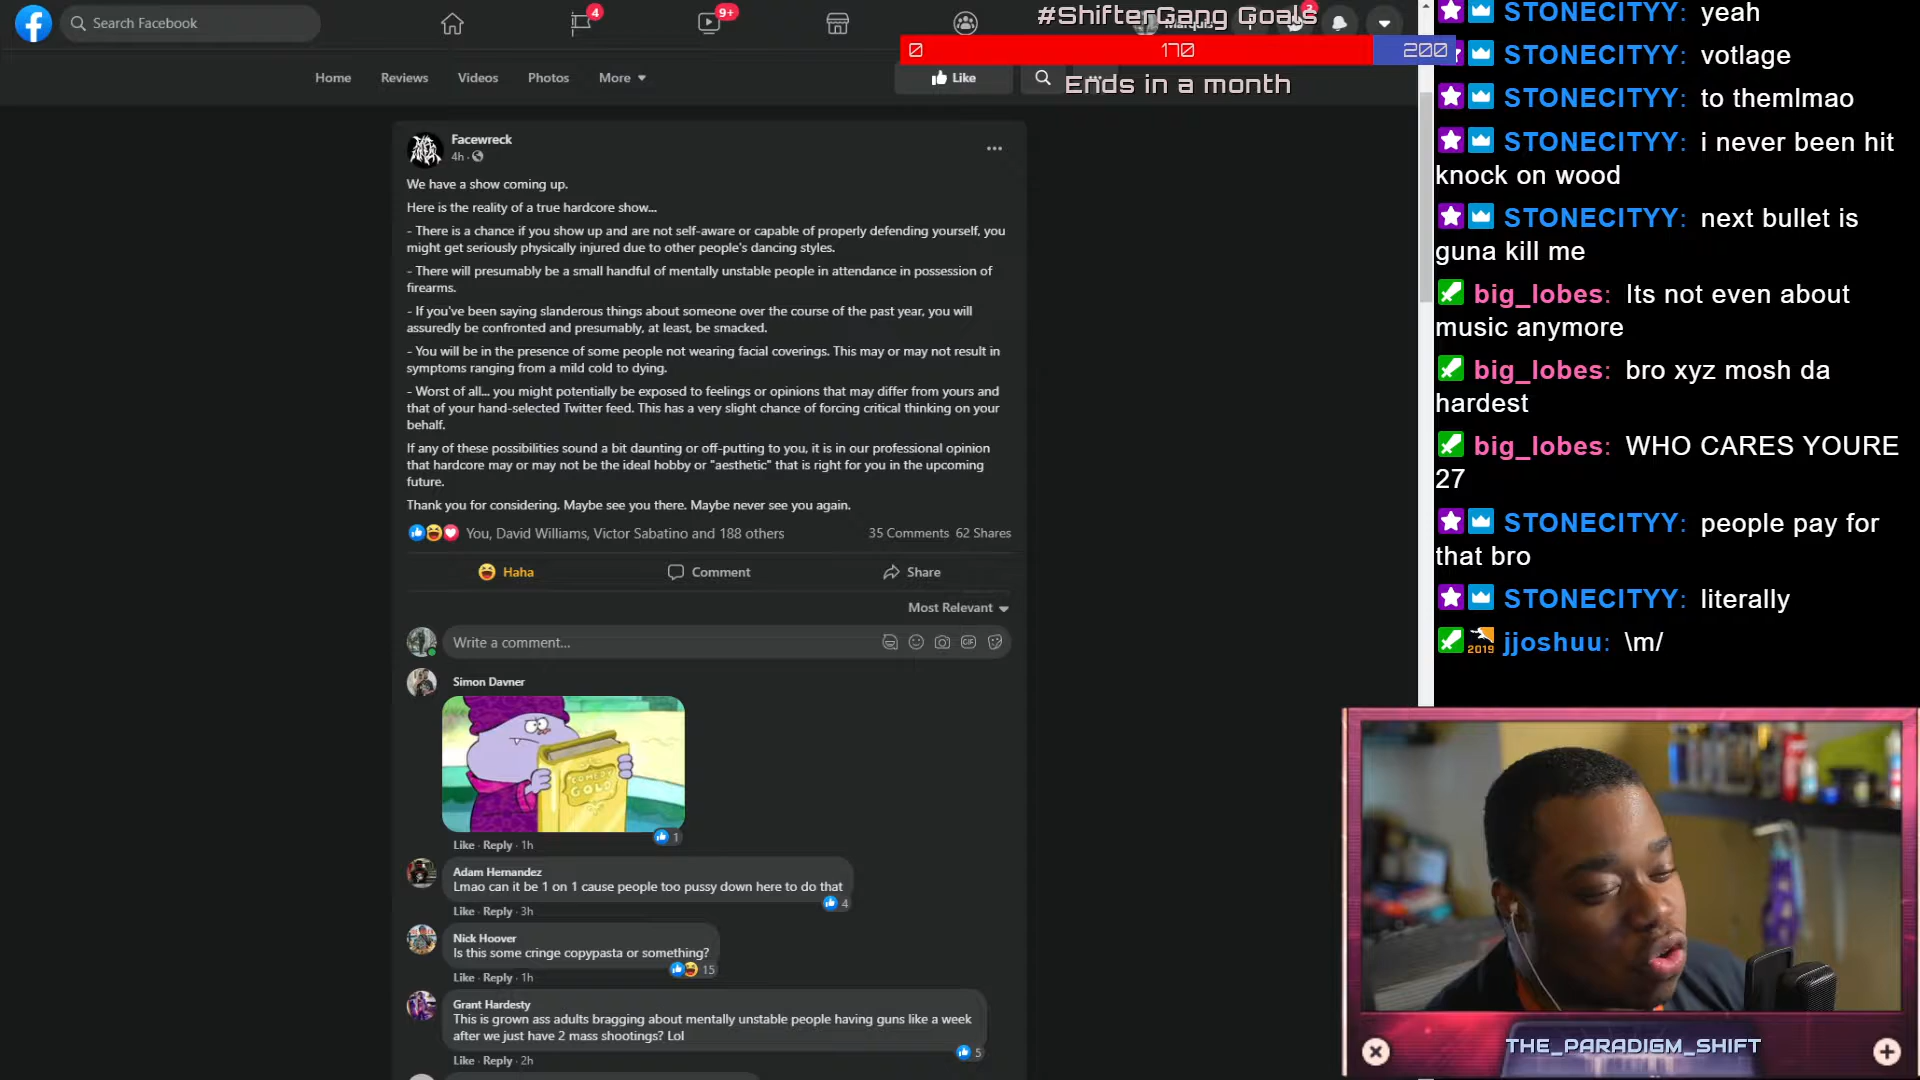 Search Facebook
4
9+
#ShifterGang Goals
0
170
200
Ends in a month
Home
Reviews
Videos
Photos
More
Like
Facewreck
4h
We have a show coming up.
Here is the reality of a true hardcore show...
- There is a chance if you show up and are not self-aware or capable of properly defending yourself, you
might get seriously physically injured due to other people's dancing styles.
- There will presumably be a small handful of mentally unstable people in attendance in possession of
firearms.
- If you've been saying slanderous things about someone over the course of the past year, you will
assuredly be confronted and presumably, at least, be smacked.
- You will be in the presence of some people not wearing facial coverings. This may or may not result in
symptoms ranging from a mild cold to dying.
- Worst of all... you might potentially be exposed to feelings or opinions that may differ from yours and
that of your hand-selected Twitter feed. This has a very slight chance of forcing critical thinking on your
behalf.
If any of these possibilities sound a bit daunting or off-putting to you, it is in our professional opinion
that hardcore may or may not be the ideal hobby or "aesthetic" that is right for you in the upcoming
future.
Thank you for considering. Maybe see you there. Maybe never see you again.
You, David Williams, Victor Sabatino and 188 others
35 Comments 62 Shares
Haha
Comment
Share
Most Relevant
Write a comment...
GIF
Simon Davner
COMEDY
GOLD
1
Like · Reply · 1h
Adam Hernandez
Lmao can it be 1 on 1 cause people too pussy down here to do that
4
Like · Reply · 3h
Nick Hoover
Is this some cringe copypasta or something?
15
Like · Reply · 1h
Grant Hardesty
This is grown ass adults bragging about mentally unstable people having guns like a week
after we just have 2 mass shootings? Lol
5
Like · Reply · 2h
STONECITYY: yeah
STONECITYY: votlage
STONECITYY: to themlmao
STONECITYY: i never been hit
knock on wood
STONECITYY: next bullet is
guna kill me
big_lobes: Its not even about
music anymore
big_lobes: bro xyz mosh da
hardest
big_lobes: WHO CARES YOURE
27
STONECITYY: people pay for
that bro
STONECITYY: literally
2019
jjoshuu: \m/
THE_PARADIGM_SHIFT